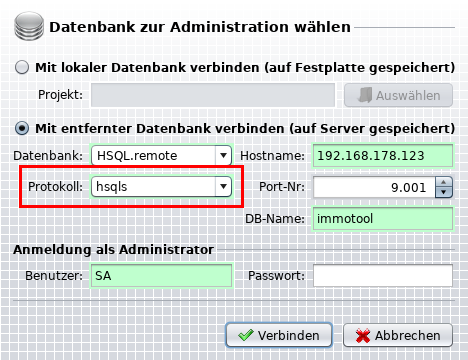 Datenbank zur Administration wählen
Mit lokaler Datenbank verbinden (auf Festplatte gespeichert)
Projekt: Auswählen
Mit entfernter Datenbank verbinden (auf Server gespeichert)
Datenbank: HSQL.remote Hostname: 192.168.178.123
Protokoll: hsqls Port-Nr: 9.001
DB-Name: immotool
Anmeldung als Administrator
Benutzer: SA Passwort:
Verbinden Abbrechen